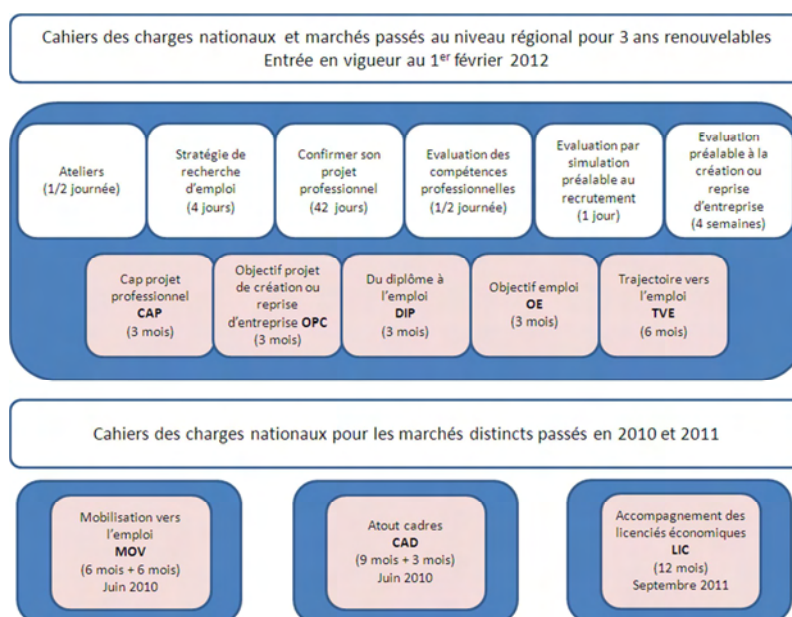 Cahiers des charges nationaux et marchés passés au niveau régional pour 3 ans renouvelables
Entrée en vigueur au 1er février 2012
Ateliers
(1/2 journée)
Stratégie de
recherche
d'emploi
(4 jours)
Confirmer son
projet
professionnel
(42 jours)
Evaluation des
compétences
professionnelles
(1/2 journée)
Evaluation par
simulation
préalable au
recrutement
(1 jour)
Evaluation
préalable à la
création ou
reprise
d'entreprise
(4 semaines)
Cap projet
professionnel
CAP
(3 mois)
Objectif projet
de création ou
reprise
d'entreprise OPC
(3 mois)
Du diplôme à
l'emploi
DIP
(3 mois)
Objectif emploi
OE
(3 mois)
Trajectoire vers
l'emploi
TVE
(6 mois)
Cahiers des charges nationaux pour les marchés distincts passés en 2010 et 2011
Mobilisation vers
l'emploi
MOV
(6 mois + 6 mois)
Juin 2010
Atout cadres
CAD
(9 mois + 3 mois)
Juin 2010
Accompagnement des
licenciés économiques
LIC
(12 mois)
Septembre 2011